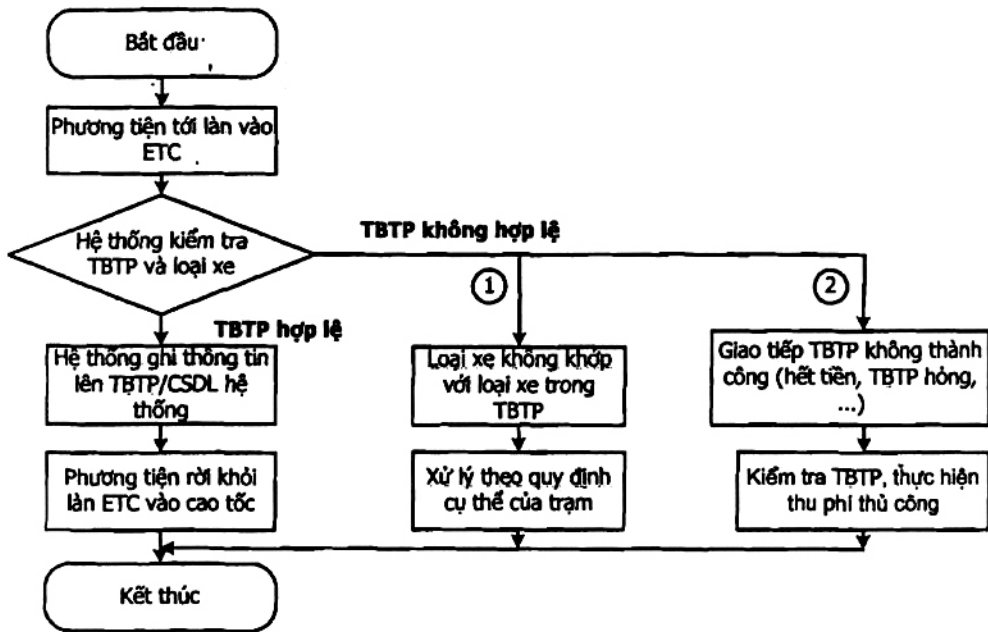 Bắt đầu
Phương tiện tới làn vào
ETC
Hệ thống kiểm tra
TBTP và loại xe
TBTP không hợp lệ
1
2
TBTP hợp lệ
Hệ thống ghi thông tin
lên TBTP/CSDL hệ
thống
Loại xe không khớp
với loại xe trong
TBTP
Giao tiếp TBTP không thành
công (hết tiền, TBTP hỏng,
...)
Phương tiện rời khỏi
làn ETC vào cao tốc
Xử lý theo quy định
cụ thể của trạm
Kiểm tra TBTP, thực hiện
thu phí thủ công
Kết thúc